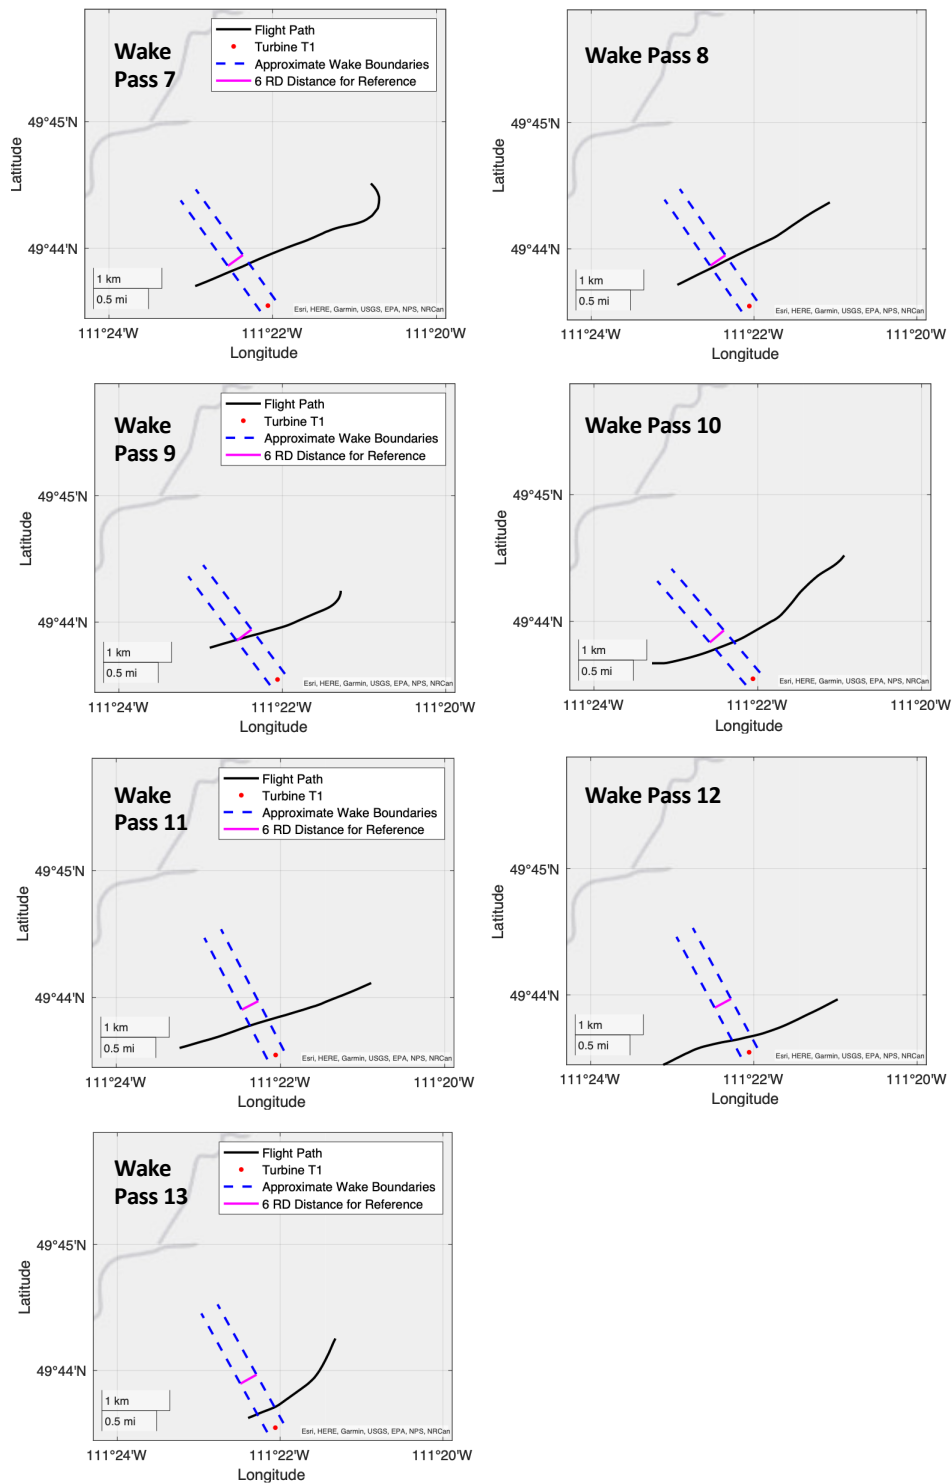 Wake
Pass 7
Flight Path
Turbine T1
Approximate Wake Boundaries
6 RD Distance for Reference
49°45'N
49°44'N
Latitude
1 km
0.5 mi
Esri, HERE, Garmin, USGS, EPA, NPS, NRCan
111°24'W
111°22'W
111°20'W
Longitude
Wake Pass 8
49°45'N
49°44'N
Latitude
1 km
0.5 mi
Esri, HERE, Garmin, USGS, EPA, NPS, NRCan
111°24'W
111°22'W
111°20'W
Longitude
Wake
Pass 9
Flight Path
Turbine T1
Approximate Wake Boundaries
6 RD Distance for Reference
49°45'N
49°44'N
Latitude
1 km
0.5 mi
Esri, HERE, Garmin, USGS, EPA, NPS, NRCan
111°24'W
111°22'W
111°20'W
Longitude
Wake Pass 10
49°45'N
49°44'N
Latitude
1 km
0.5 mi
Esri, HERE, Garmin, USGS, EPA, NPS, NRCan
111°24'W
111°22'W
111°20'W
Longitude
Wake
Pass 11
Flight Path
Turbine T1
Approximate Wake Boundaries
6 RD Distance for Reference
49°45'N
49°44'N
Latitude
1 km
0.5 mi
Esri, HERE, Garmin, USGS, EPA, NPS, NRCan
111°24'W
111°22'W
111°20'W
Longitude
Wake Pass 12
49°45'N
49°44'N
Latitude
1 km
0.5 mi
Esri, HERE, Garmin, USGS, EPA, NPS, NRCan
111°24'W
111°22'W
111°20'W
Longitude
Wake
Pass 13
Flight Path
Turbine T1
Approximate Wake Boundaries
6 RD Distance for Reference
49°45'N
49°44'N
Latitude
1 km
0.5 mi
Esri, HERE, Garmin, USGS, EPA, NPS, NRCan
111°24'W
111°22'W
111°20'W
Longitude